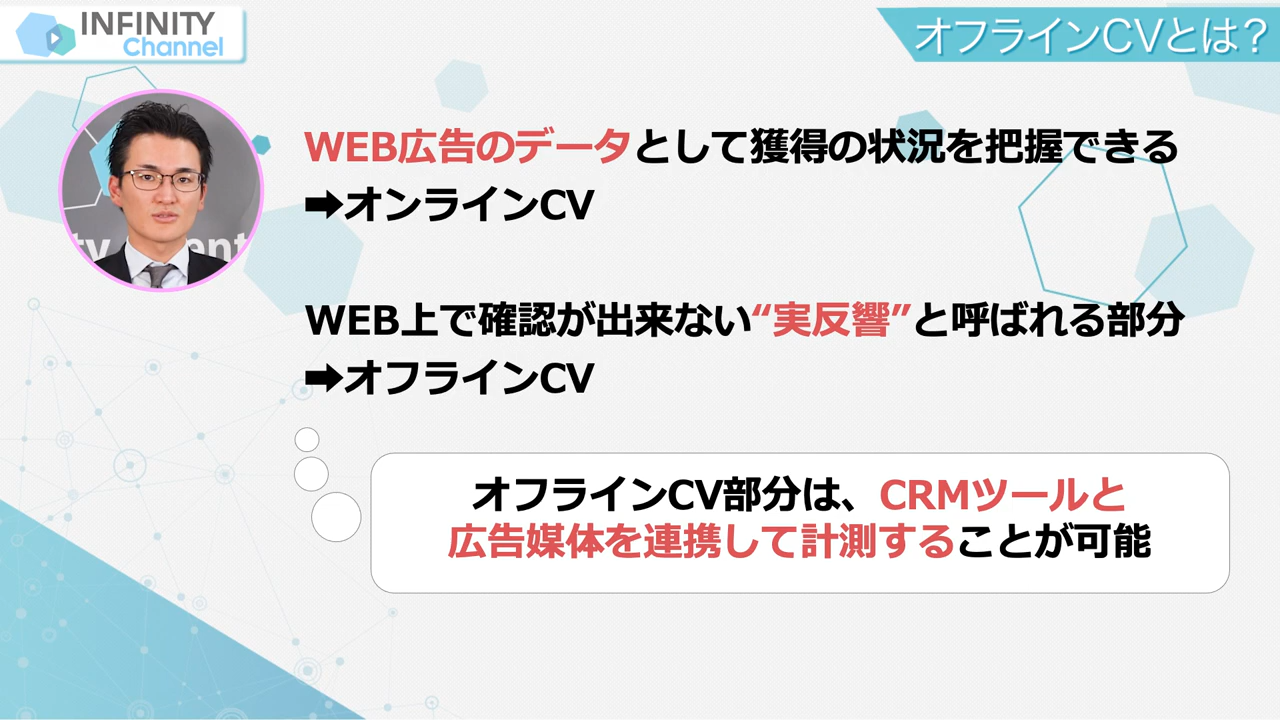 INFINITY
Channel
オフラインCVとは？
WEB広告のデータとして獲得の状況を把握できる
➡オンラインCV
WEB上で確認が出来ない“実反響”と呼ばれる部分
➡オフラインCV
オフラインCV部分は、CRMツールと
広告媒体を連携して計測することが可能